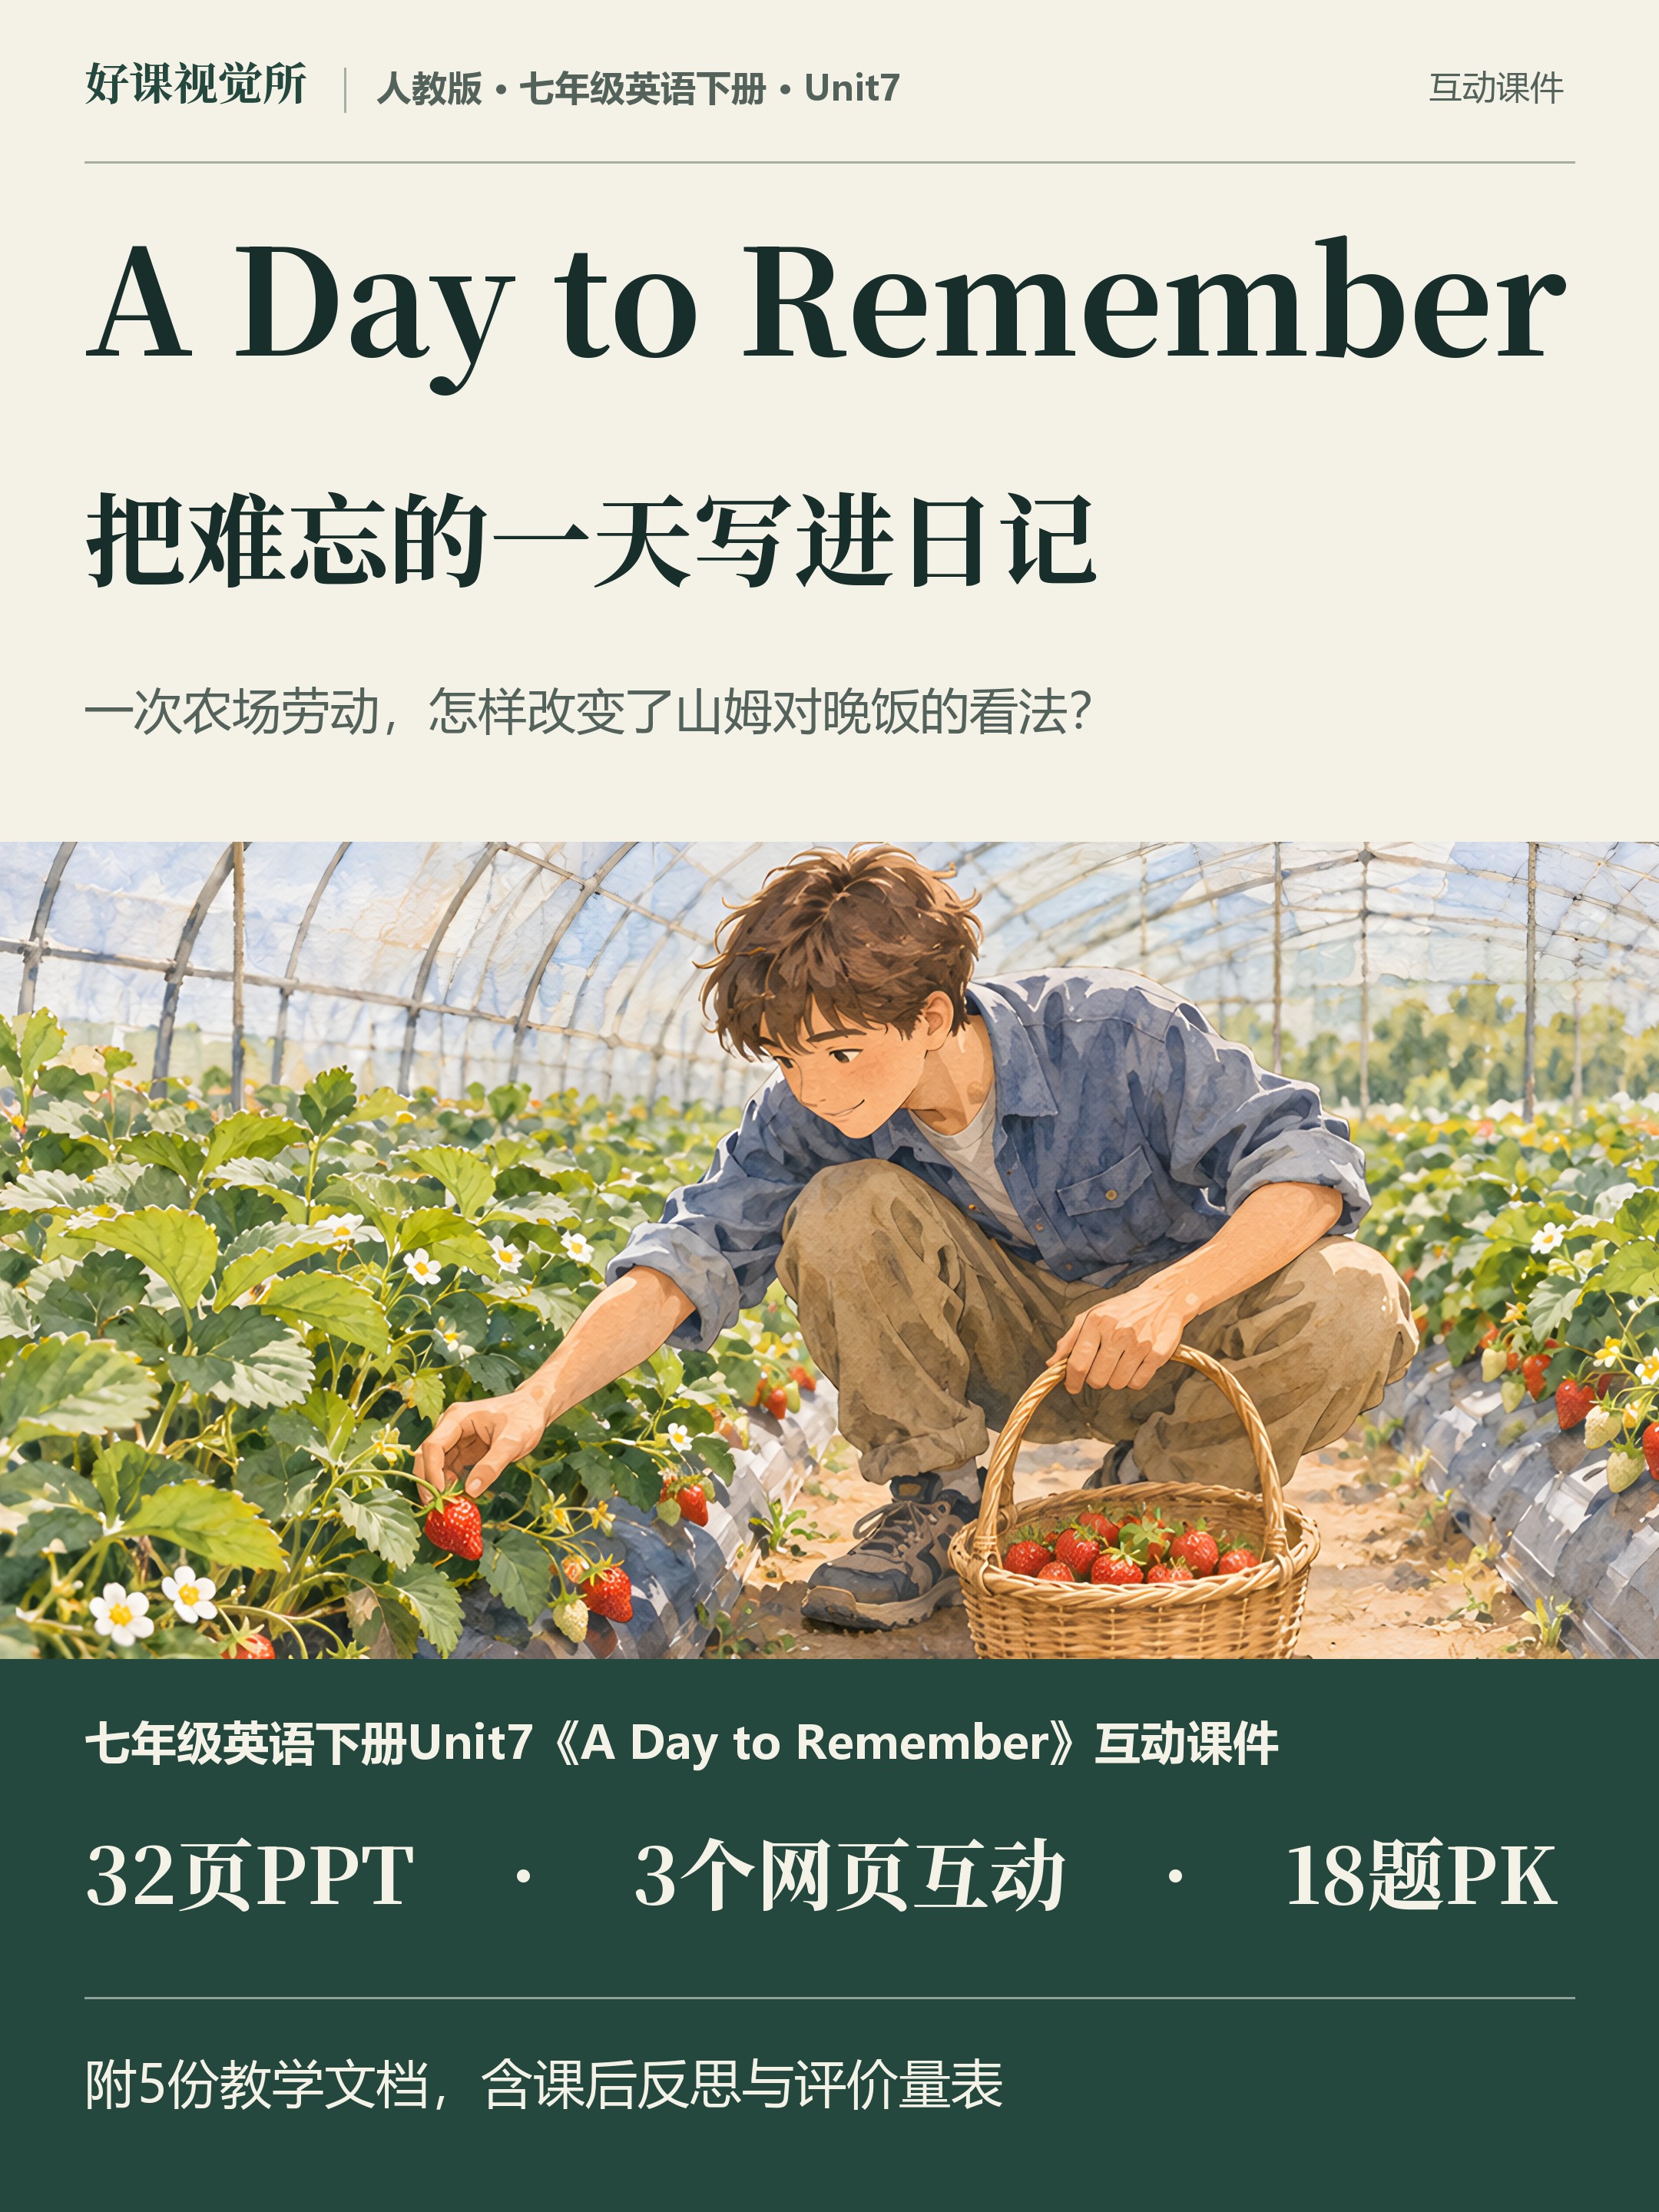 好课视觉所 人教版・七年级英语下册・Unit7 互动课件
A Day to Remember
把难忘的一天写进日记
一次农场劳动，怎样改变了山姆对晚饭的看法？
七年级英语下册Unit7《A Day to Remember》互动课件
32页PPT · 3个网页互动 · 18题PK
附5份教学文档，含课后反思与评价量表